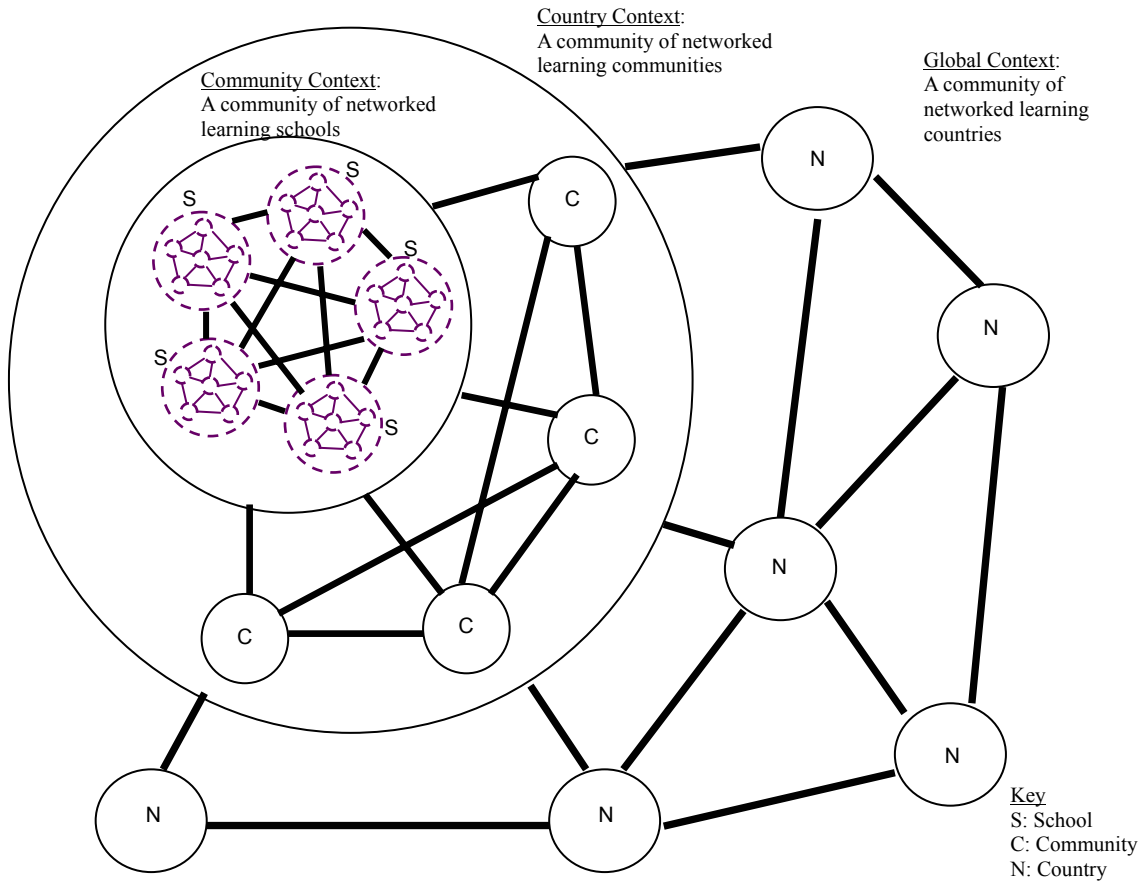 Country Context:
A community of networked
learning communities
Global Context:
A community of
networked learning
countries
Community Context:
A community of networked
learning schools
S
S
S
S
S
C
C
C
C
N
N
N
N
N
N
Key
S: School
C: Community
N: Country